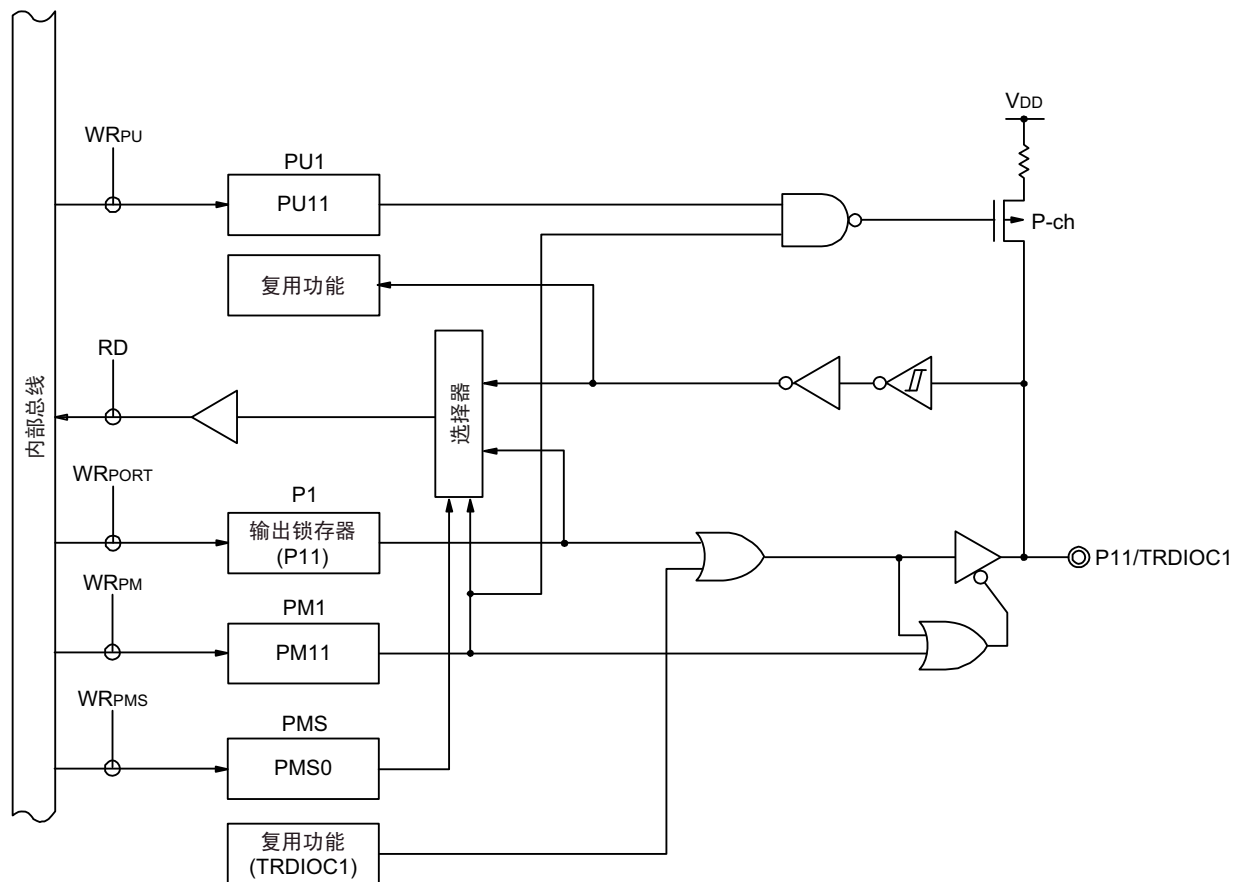 VDD
WRPU
PU1
PU11
P-ch
复用功能
RD
内部总线
选择器
WRPORT
P1
输出锁存器
(P11)
P11/TRDIOC1
WRPM
PM1
PM11
WRPMS
PMS
PMS0
复用功能
(TRDIOC1)